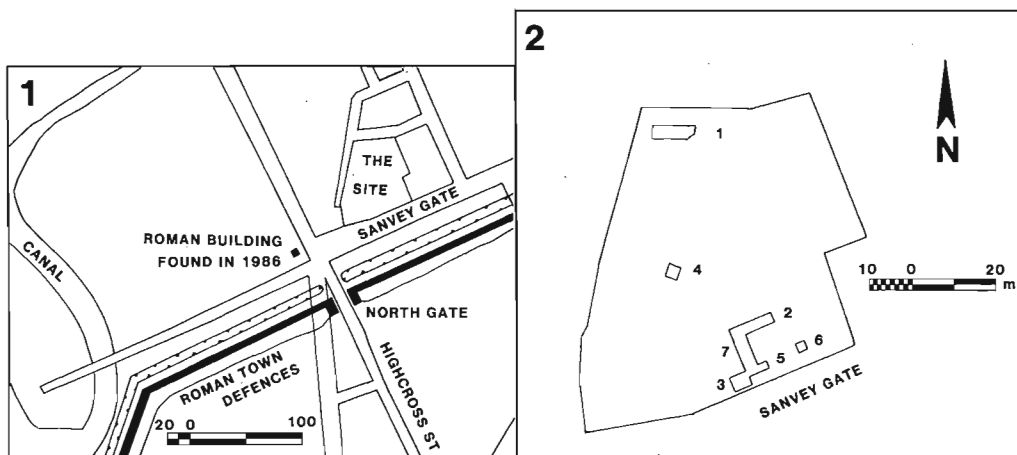 1
THE
SITE
SANVEY GATE
ROMAN BUILDING
FOUND IN 1986
CANAL
NORTH GATE
ROMAN TOWN
DEFENCES
HIGHCROSS ST
20 0 100
2
N
1
4
10 0 20
m
2
7
6
5
3
SANVEY GATE